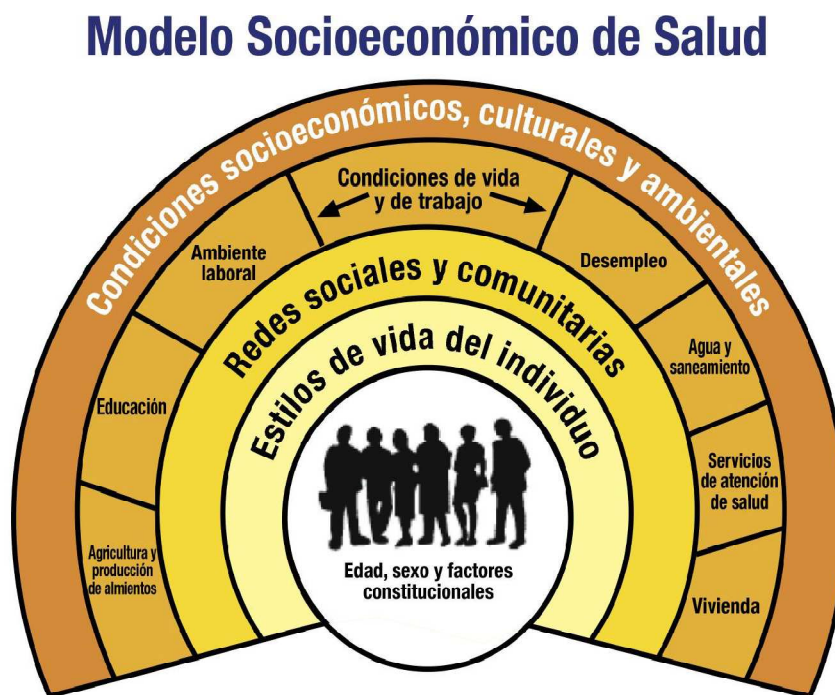 Modelo Socioeconómico de Salud
Condiciones socioeconómicos, culturales y ambientales
Condiciones de vida
y de trabajo
Ambiente
laboral
Desempleo
Redes sociales y comunitarias
Agua y
saneamiento
Estilos de vida del individuo
Educación
Servicios
de atención
de salud
Agricultura y
producción
de almientos
Vivienda
Edad, sexo y factores
constitucionales